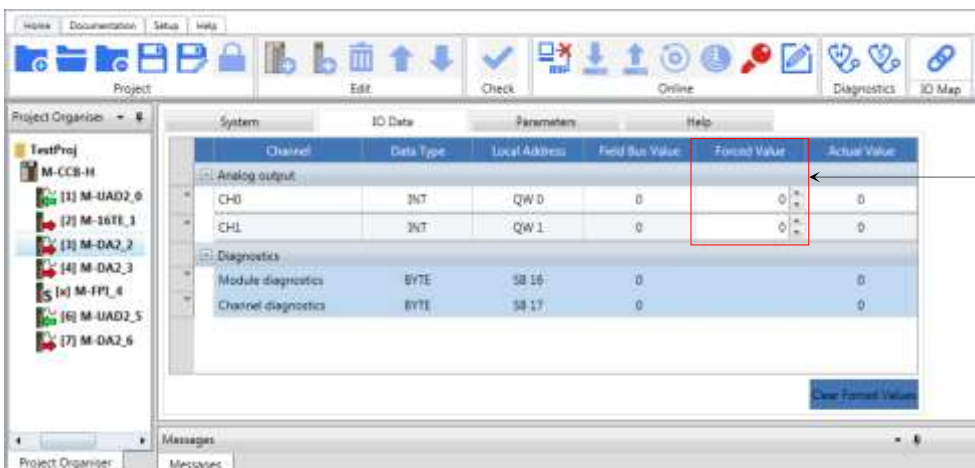 Home Documentation Setup Help
Project Edit Check Online Diagnostics IO Map
Project Organiser
TestProj
M-CCB-H
[1] M-UAD2_0
[2] M-16TE_1
[3] M-DA2_2
[4] M-DA2_3
[x] M-FPI_4
[6] M-UAD2_5
[7] M-DA2_6
System IO Data Parameters Help
Channel Data Type Local Address Field Bus Value Forced Value Actual Value
Analog output
CH0 INT QW 0 0 0 0
CH1 INT QW 1 0 0 0
Diagnostics
Module diagnostics BYTE SB 16 0 0
Channel diagnostics BYTE SB 17 0 0
Clear Forced Values
Messages
Project Organiser Messages